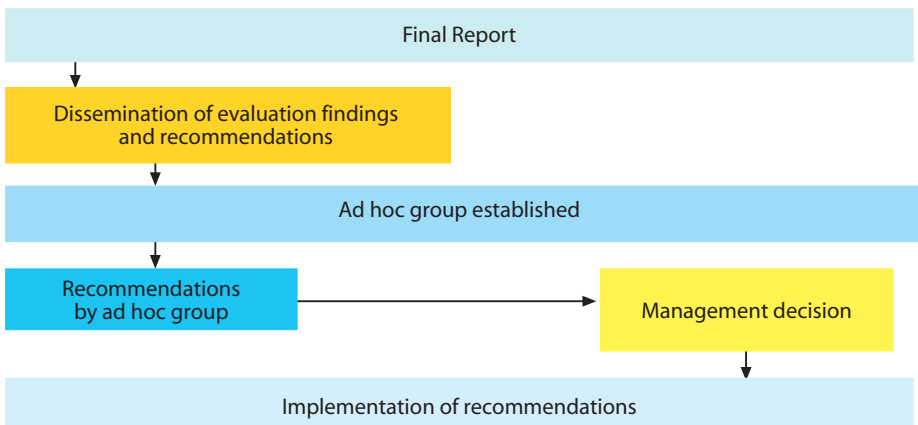 Final Report
Dissemination of evaluation findings
and recommendations
Ad hoc group established
Recommendations
by ad hoc group
Management decision
Implementation of recommendations